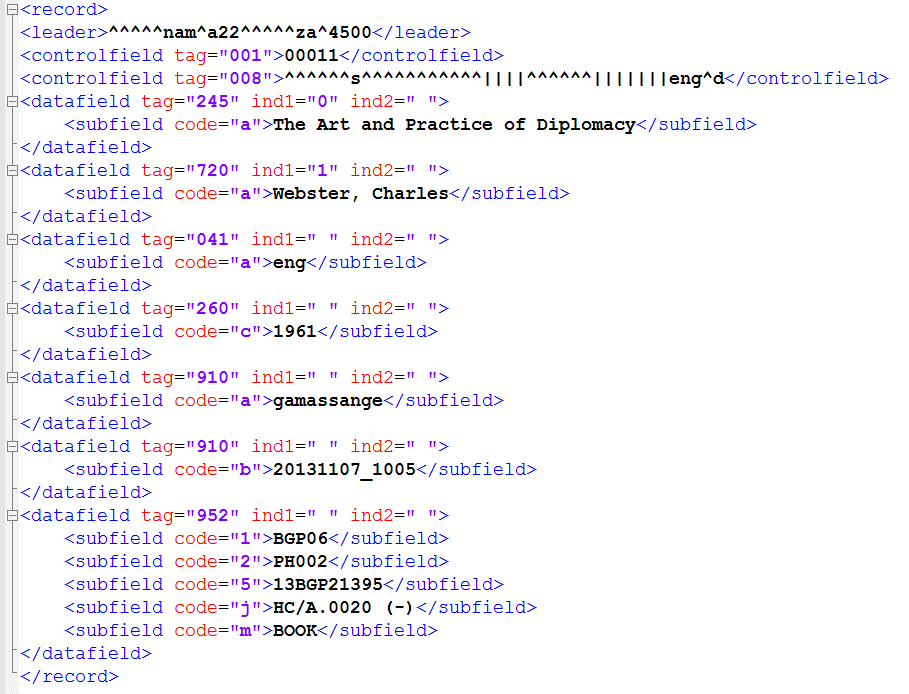 <record>
<leader>^^^^^nam^a22^^^^^za^4500</leader>
<controlfield tag="001">00011</controlfield>
<controlfield tag="008">^^^^^^s^^^^^^^^^^^||||^^^^^^|||||||eng^d</controlfield>
<datafield tag="245" ind1="0" ind2=" ">
    <subfield code="a">The Art and Practice of Diplomacy</subfield>
</datafield>
<datafield tag="720" ind1="1" ind2=" ">
    <subfield code="a">Webster, Charles</subfield>
</datafield>
<datafield tag="041" ind1=" " ind2=" ">
    <subfield code="a">eng</subfield>
</datafield>
<datafield tag="260" ind1=" " ind2=" ">
    <subfield code="c">1961</subfield>
</datafield>
<datafield tag="910" ind1=" " ind2=" ">
    <subfield code="a">gamassange</subfield>
</datafield>
<datafield tag="910" ind1=" " ind2=" ">
    <subfield code="b">20131107_1005</subfield>
</datafield>
<datafield tag="952" ind1=" " ind2=" ">
    <subfield code="1">BGP06</subfield>
    <subfield code="2">PH002</subfield>
    <subfield code="5">13BGP21395</subfield>
    <subfield code="j">HC/A.0020 (-)</subfield>
    <subfield code="m">BOOK</subfield>
</datafield>
</record>